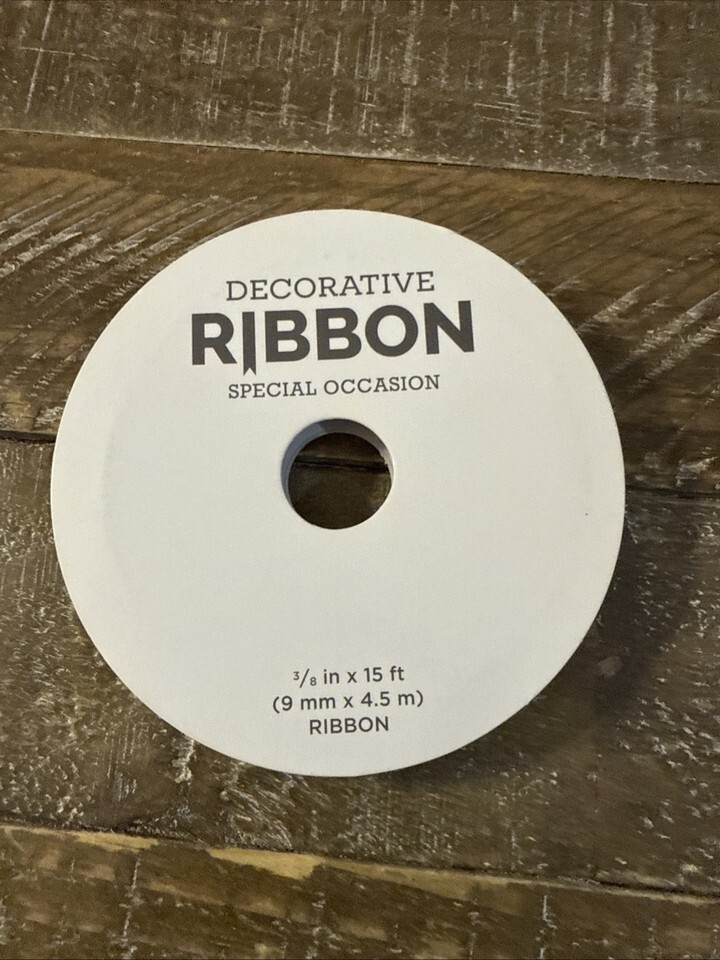 DECORATIVE
RIBBON
SPECIAL OCCASION
3/8 in x 15 ft
(9 mm x 4.5 m)
RIBBON